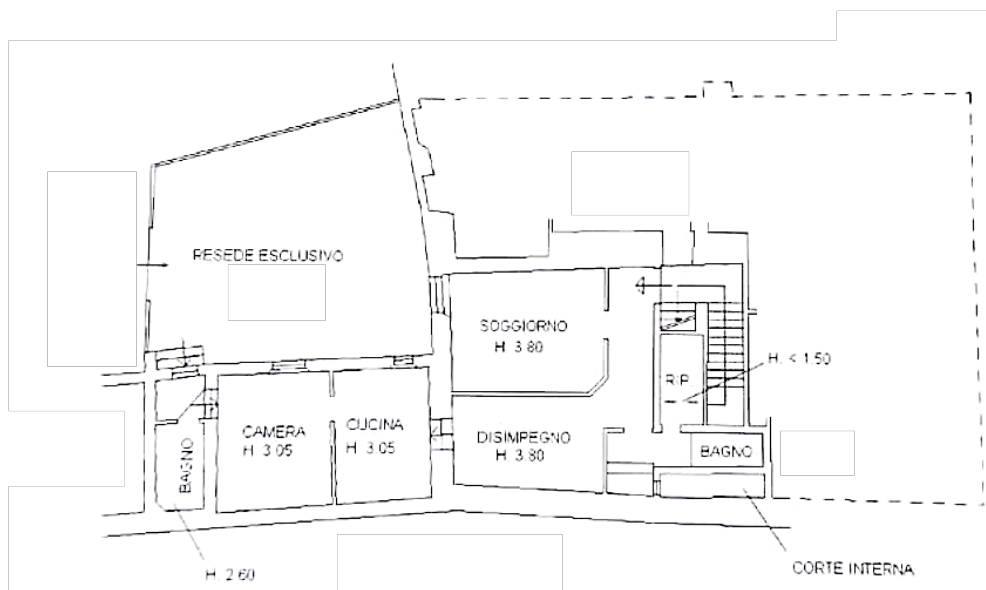 RESEDE ESCLUSIVO
SOGGIORNO
H 3.80
H. < 1.50
RIP.
CAMERA
H 3.05
CUCINA
H 3.05
DISIMPEGNO
H 3.80
BAGNO
BAGNO
H. 2.60
CORTE INTERNA